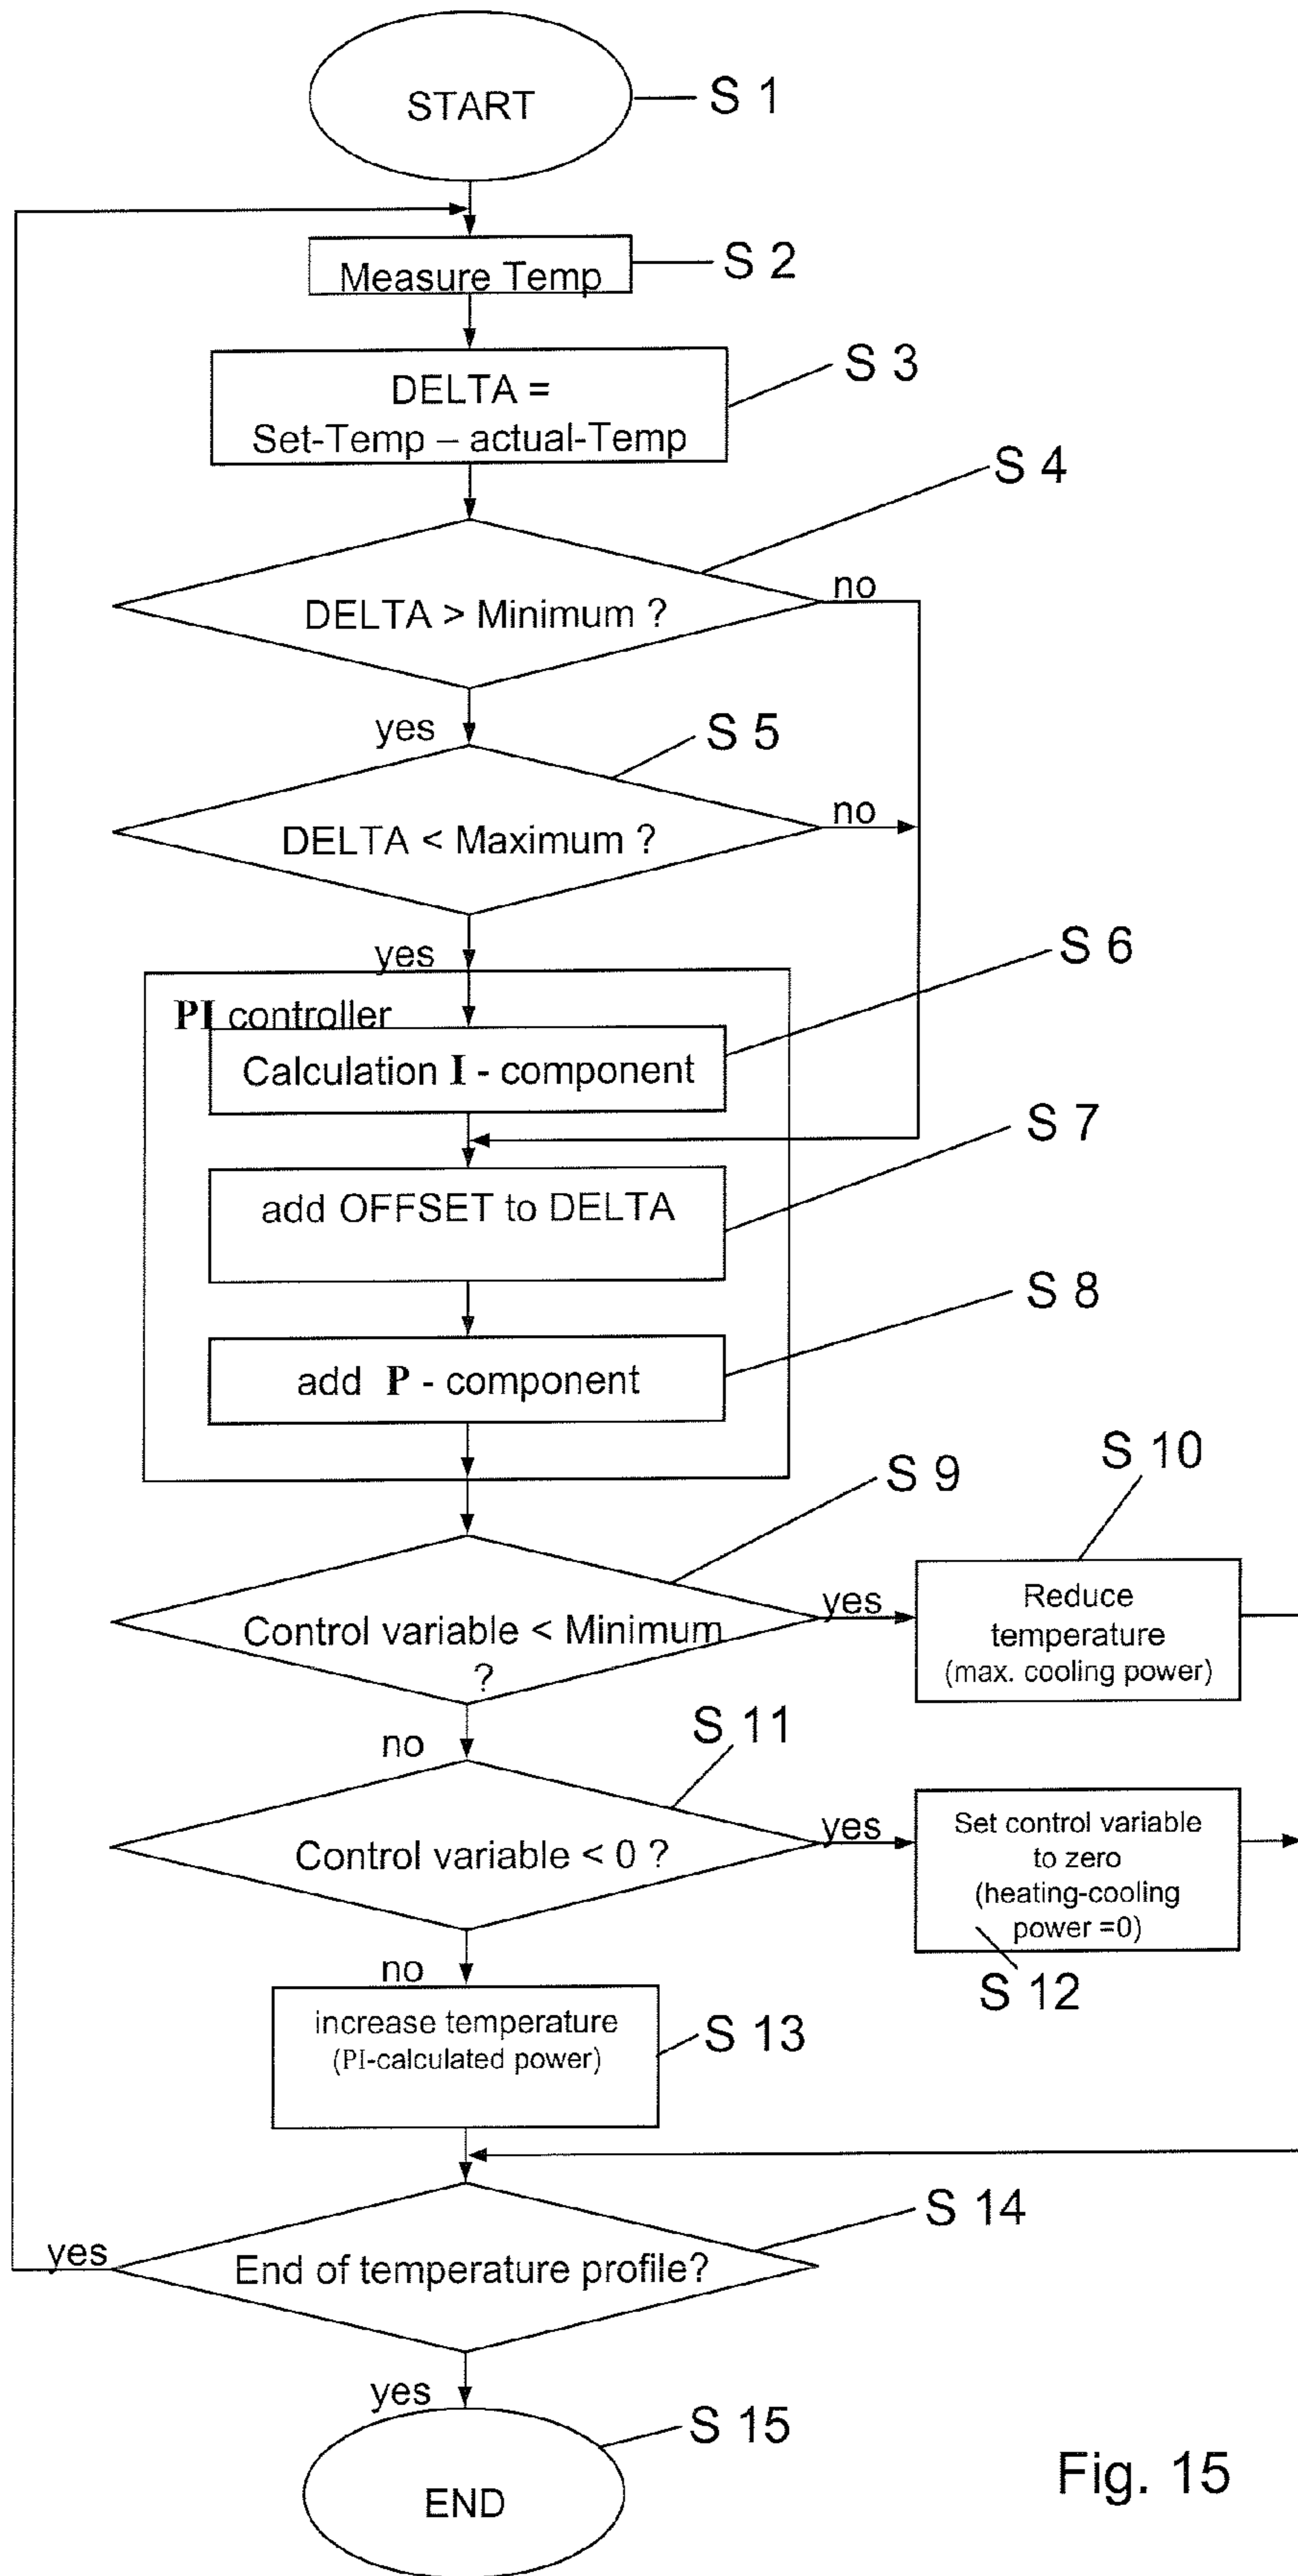 START
S 1
Measure Temp
S 2
DELTA =
Set-Temp – actual-Temp
S 3
S 4
DELTA > Minimum ?
no
yes
S 5
DELTA < Maximum ?
no
yes
S 6
PI controller
Calculation I - component
S 7
add OFFSET to DELTA
S 8
add P - component
S 9
S 10
Control variable < Minimum
?
yes
Reduce
temperature
(max. cooling power)
no
S 11
Control variable < 0 ?
yes
Set control variable
to zero
(heating-cooling
power =0)
S 12
no
increase temperature
(PI-calculated power)
S 13
S 14
yes
End of temperature profile?
yes
S 15
END
Fig. 15